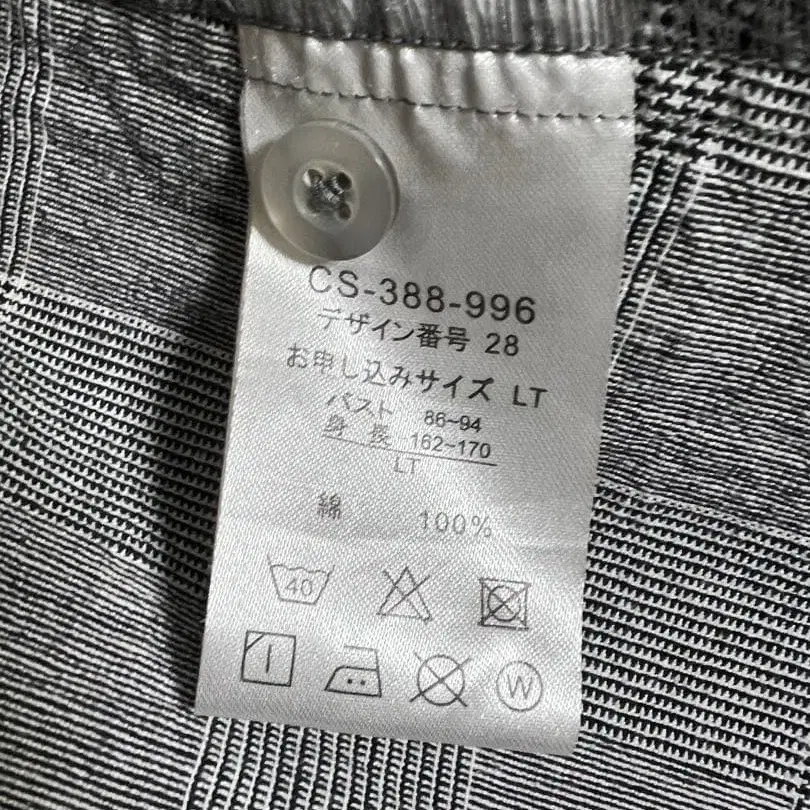 CS-388-996
デザイン番号 28
お申し込みサイズ LT
バスト 86~94
身長 162~170
LT
綿 100%
40
W